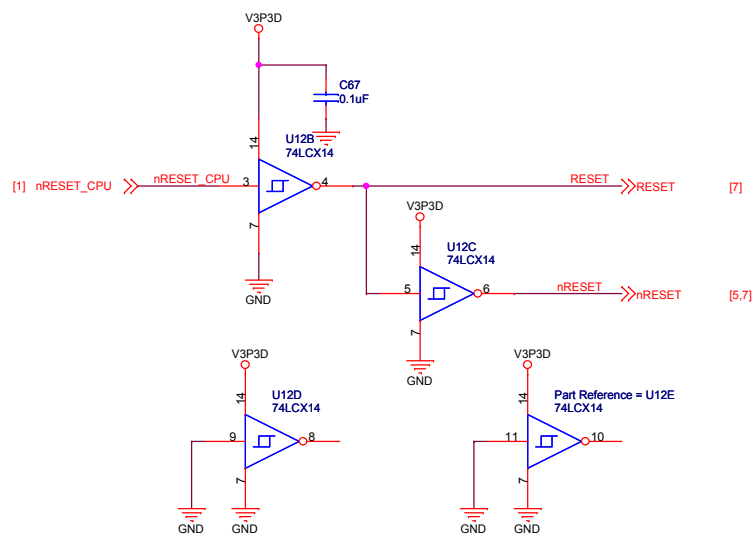 V3P3D
C67
0.1uF
14
U12B
74LCX14
[1] nRESET_CPU nRESET_CPU 3 4 RESET RESET [7]
7
GND
V3P3D
14
U12C
74LCX14
5 6 nRESET nRESET [5,7]
7
GND
V3P3D V3P3D
14 U12D 14 Part Reference = U12E
74LCX14 74LCX14
9 8 11 10
7 7
GND GND GND GND